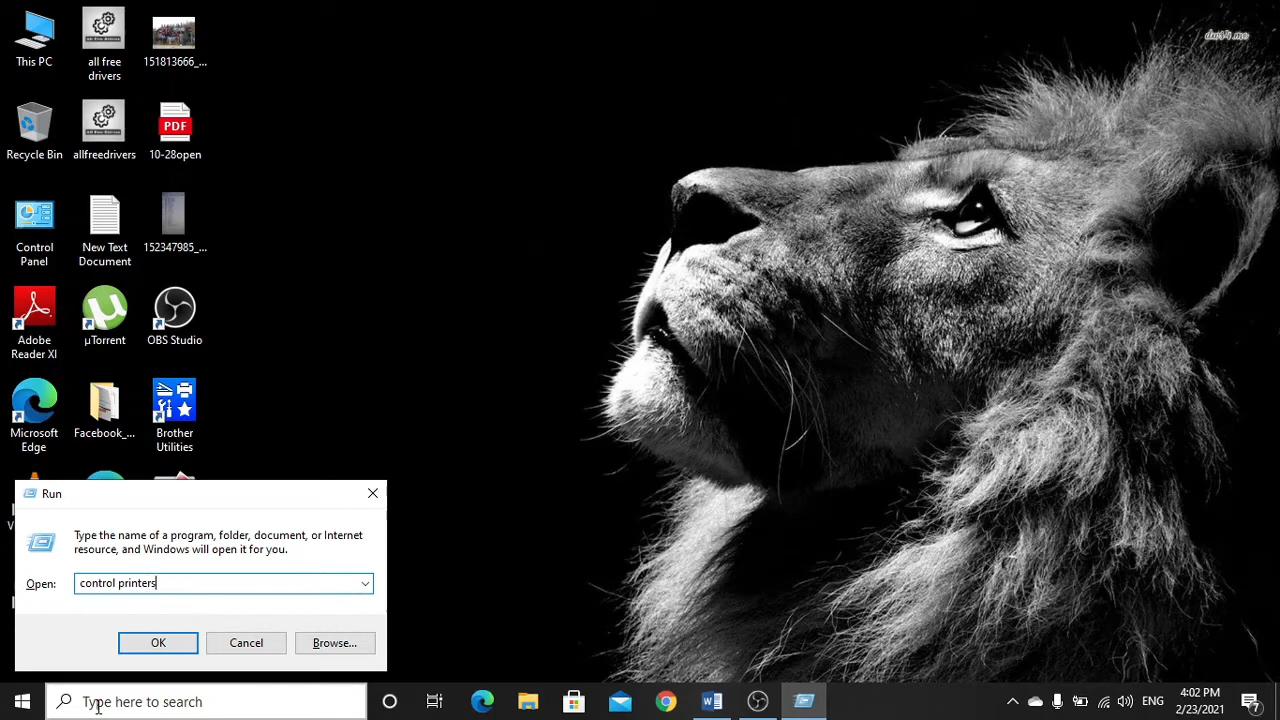 This PC
all free
drivers
151813666_...
Recycle Bin
allfreedrivers
PDF
10-28open
Control
Panel
New Text
Document
152347985_...
Adobe
Reader XI
µTorrent
OBS Studio
Microsoft
Edge
Facebook_...
Brother
Utilities
Run
Type the name of a program, folder, document, or Internet
resource, and Windows will open it for you.
Open:
control printers
OK
Cancel
Browse...
Type here to search
ENG
4:02 PM
2/23/2021
7